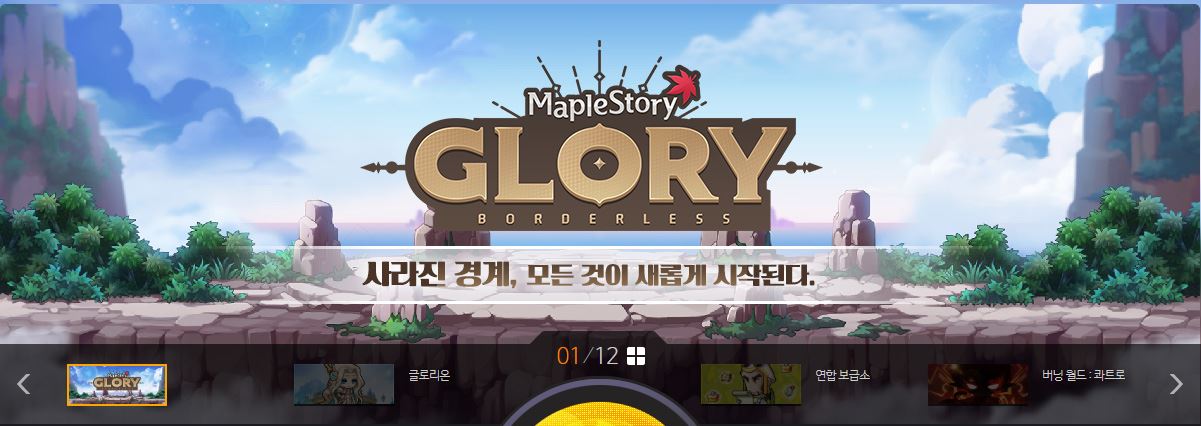 MapleStory
GLORY
BORDERLESS
사라진 경계, 모든 것이 새롭게 시작된다.
01/12
GLORY
글로리온
연합 보급소
버닝 월드 : 콰트로